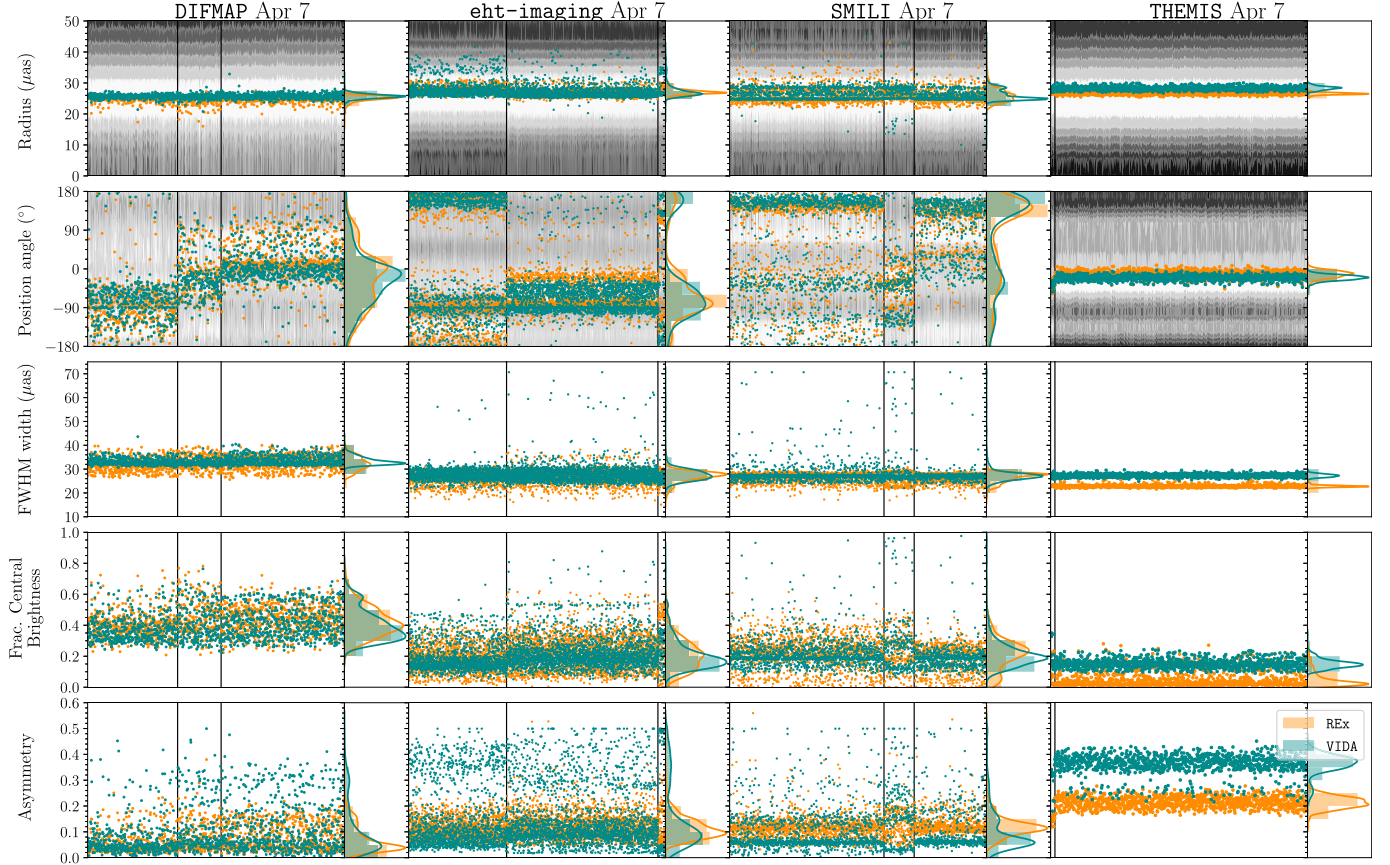 DIFMAP Apr 7
eht-imaging Apr 7
SMILI Apr 7
THEMIS Apr 7
Radius (μas)
50
40
30
20
10
0
Position angle (°)
180
90
0
−90
−180
FWHM width (μas)
70
60
50
40
30
20
10
Frac. Central
Brightness
1.0
0.8
0.6
0.4
0.2
0.0
Asymmetry
0.6
0.5
0.4
0.3
0.2
0.1
0.0
REx
VIDA